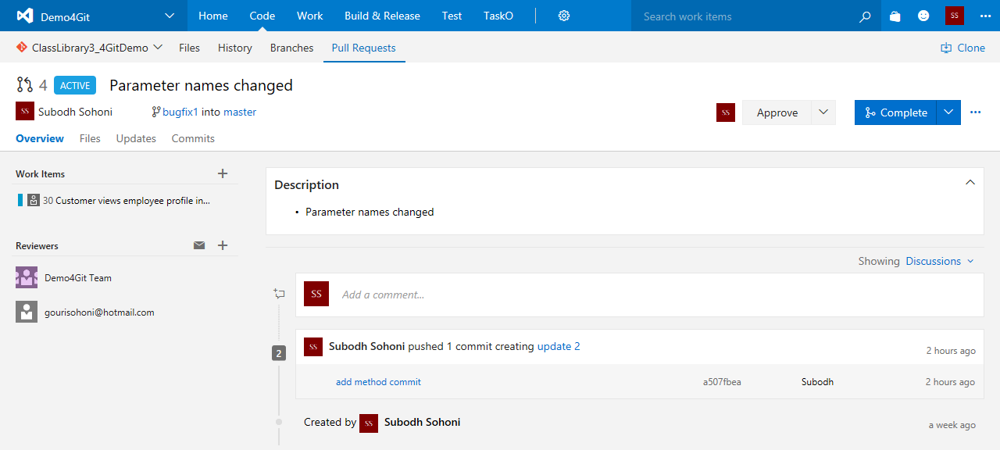 Demo4Git Home Code Work Build & Release Test TaskO Search work items SS
ClassLibrary3_4GitDemo Files History Branches Pull Requests Clone
4 ACTIVE Parameter names changed
SS Subodh Sohoni bugfix1 into master SS Approve Complete
Overview Files Updates Commits
Work Items
30 Customer views employee profile in...
Reviewers
Demo4Git Team
gourisohoni@hotmail.com
Description
• Parameter names changed
Showing Discussions
SS Add a comment...
2 SS Subodh Sohoni pushed 1 commit creating update 2 2 hours ago
add method commit a507fbea Subodh 2 hours ago
Created by SS Subodh Sohoni a week ago